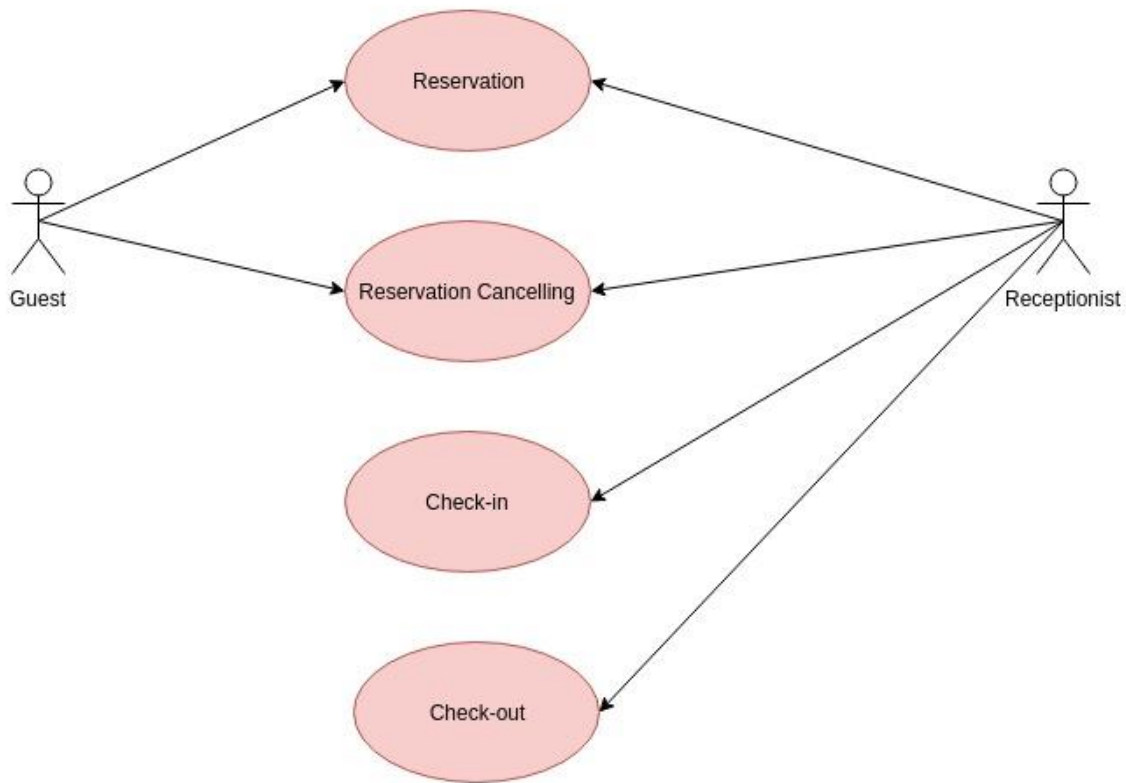 Reservation
Guest
Reservation Cancelling
Receptionist
Check-in
Check-out